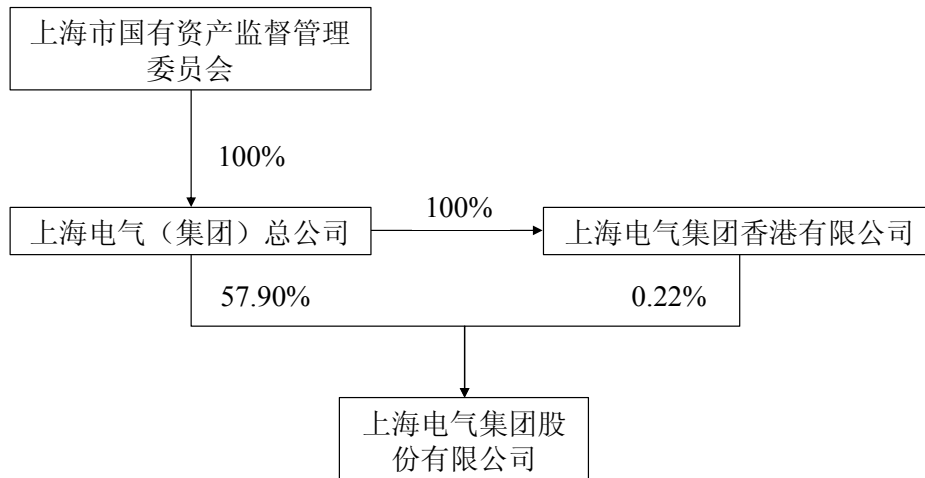 上海市国有资产监督管理
委员会
100%
100%
上海电气（集团）总公司
上海电气集团香港有限公司
57.90%
0.22%
上海电气集团股
份有限公司